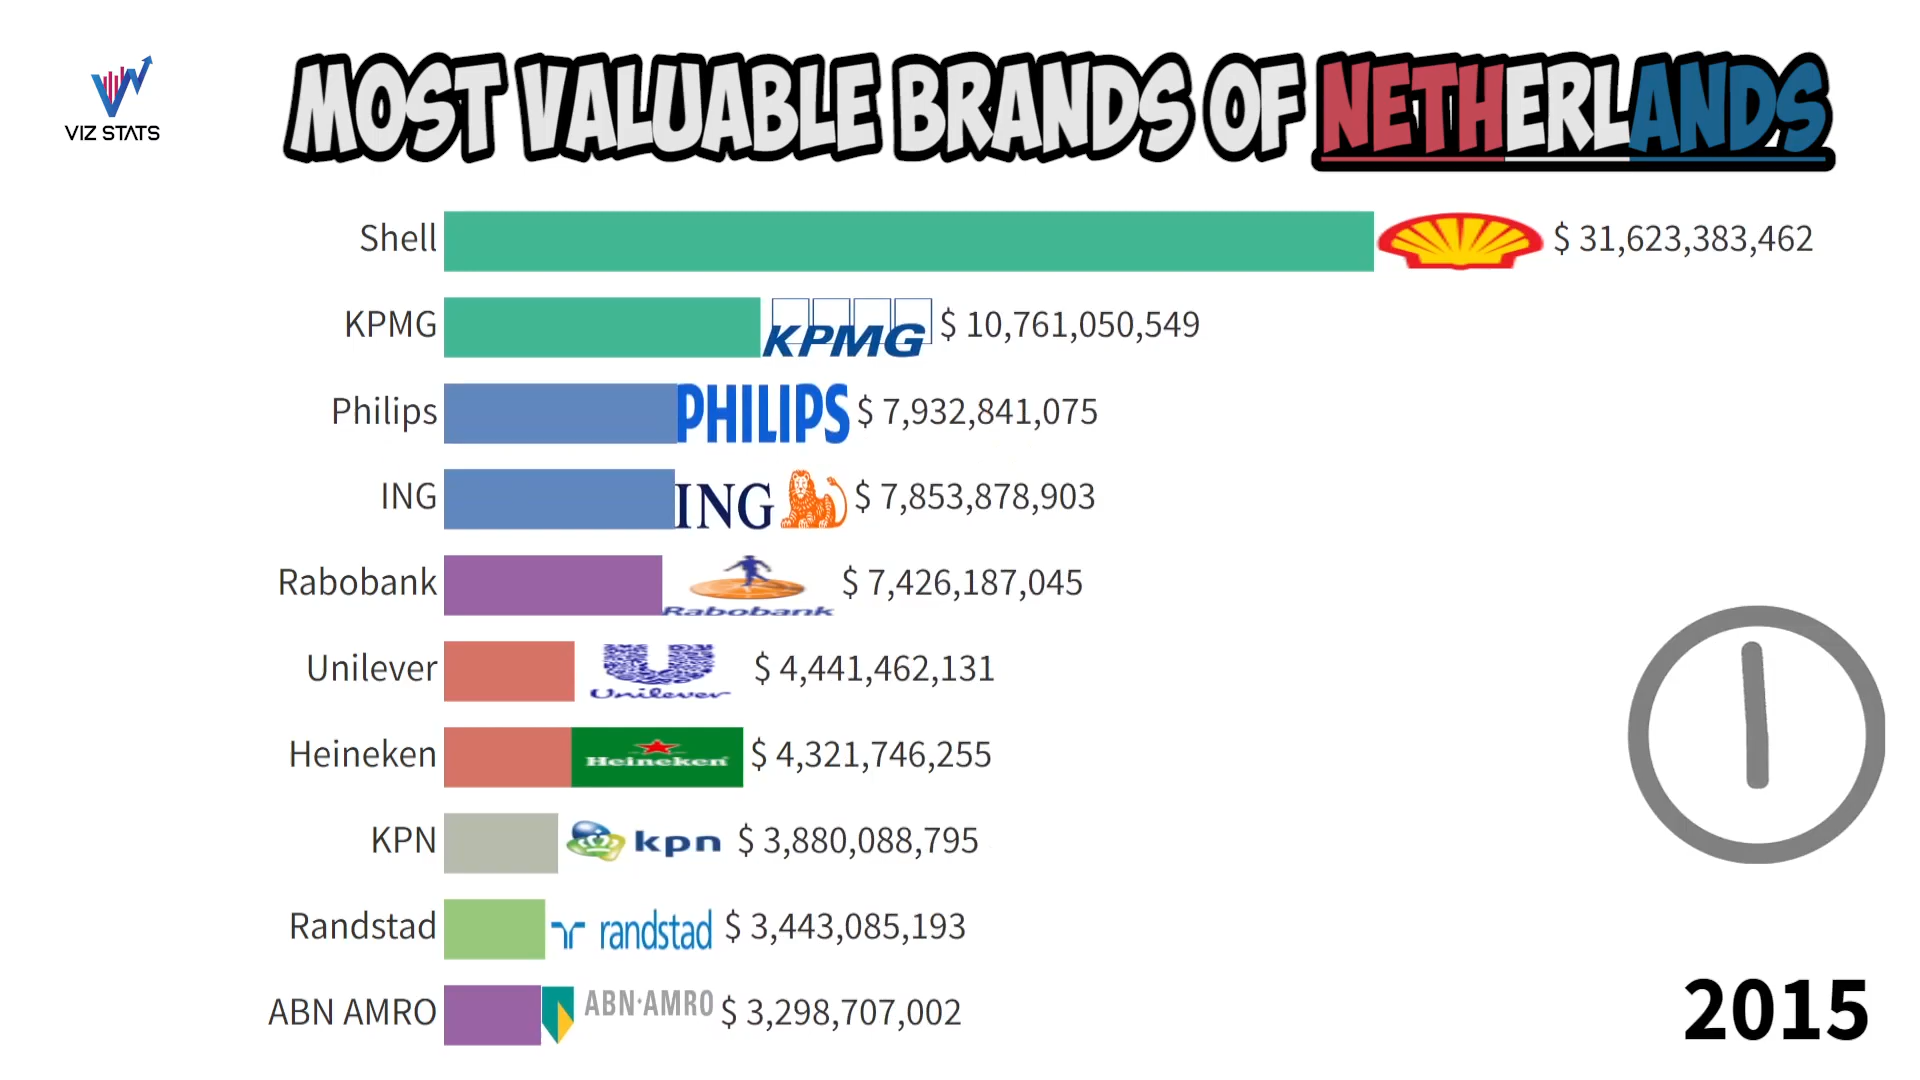 VIZ STATS
MOST VALUABLE BRANDS OF NETHERLANDS
Shell $ 31,623,383,462
KPMG KPMG $ 10,761,050,549
Philips PHILIPS $ 7,932,841,075
ING ING $ 7,853,878,903
Rabobank Rabobank $ 7,426,187,045
Unilever Unilever $ 4,441,462,131
Heineken Heineken $ 4,321,746,255
KPN kpn $ 3,880,088,795
Randstad randstad $ 3,443,085,193
ABN AMRO ABN·AMRO $ 3,298,707,002
2015